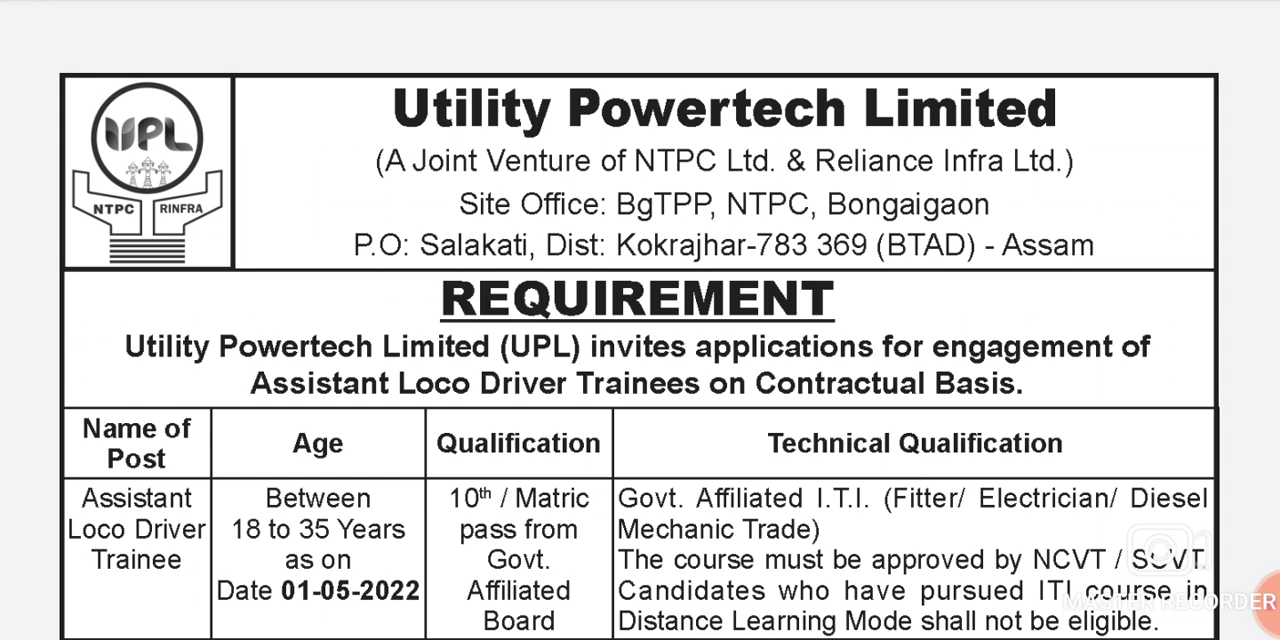 UPL
NTPC
RINFRA
Utility Powertech Limited
(A Joint Venture of NTPC Ltd. & Reliance Infra Ltd.)
Site Office: BgTPP, NTPC, Bongaigaon
P.O: Salakati, Dist: Kokrajhar-783 369 (BTAD) - Assam
REQUIREMENT
Utility Powertech Limited (UPL) invites applications for engagement of
Assistant Loco Driver Trainees on Contractual Basis.
Name of
Post
Age
Qualification
Technical Qualification
Assistant
Loco Driver
Trainee
Between
18 to 35 Years
as on
Date 01-05-2022
10th / Matric
pass from
Govt.
Affiliated
Board
Govt. Affiliated I.T.I. (Fitter/ Electrician/ Diesel
Mechanic Trade)
The course must be approved by NCVT / SCVT.
Candidates who have pursued ITI course in
Distance Learning Mode shall not be eligible.
MASTER RECORDER